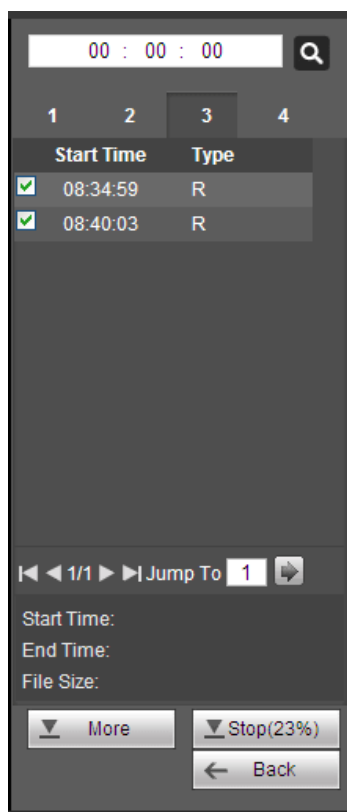 00 : 00 : 00
1 2 3 4
Start Time Type
08:34:59 R
08:40:03 R
1/1 Jump To 1
Start Time:
End Time:
File Size:
More Stop(23%)
Back